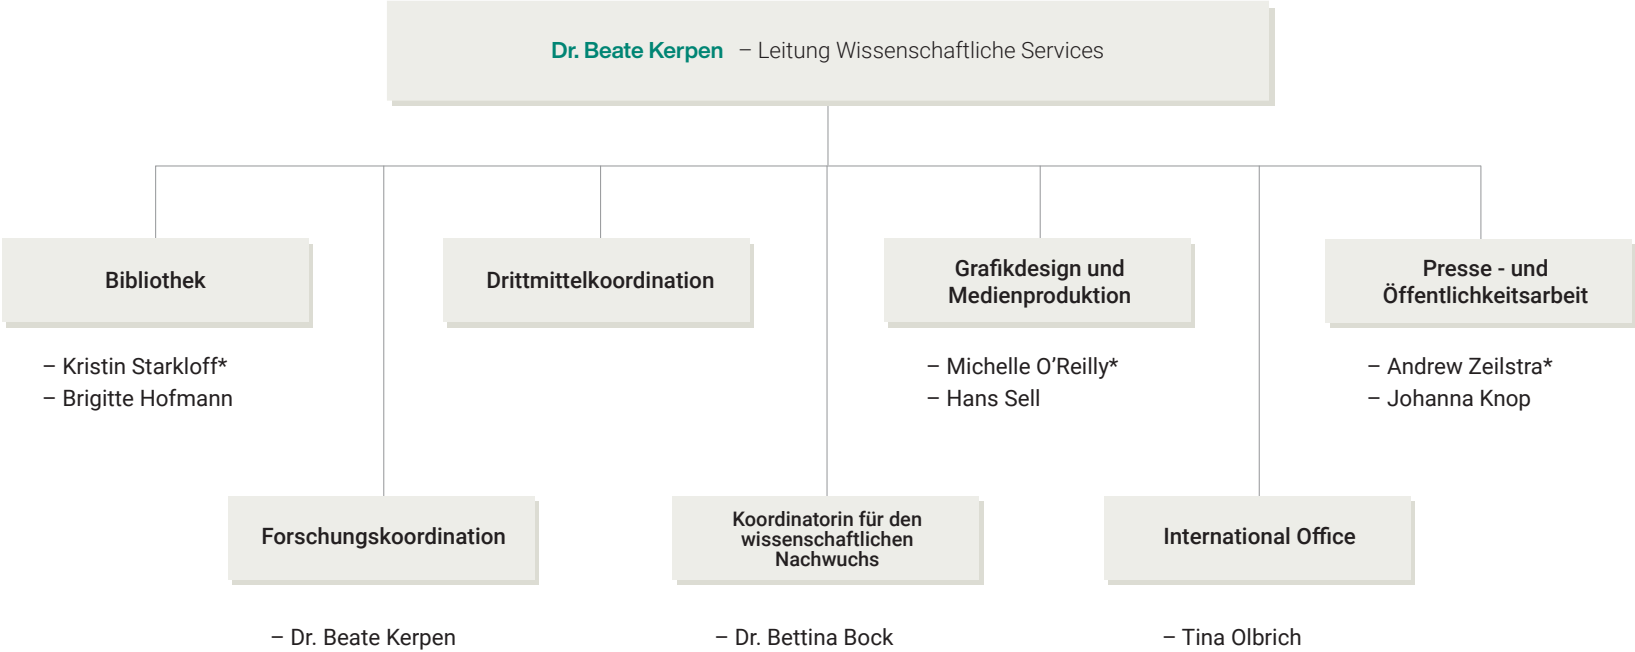 Dr. Beate Kerpen – Leitung Wissenschaftliche Services
Bibliothek
– Kristin Starkloff*
– Brigitte Hofmann
Drittmittelkoordination
Grafikdesign und
Medienproduktion
– Michelle O’Reilly*
– Hans Sell
Presse - und
Öffentlichkeitsarbeit
– Andrew Zeilstra*
– Johanna Knop
Forschungskoordination
– Dr. Beate Kerpen
Koordinatorin für den
wissenschaftlichen
Nachwuchs
– Dr. Bettina Bock
International Office
– Tina Olbrich